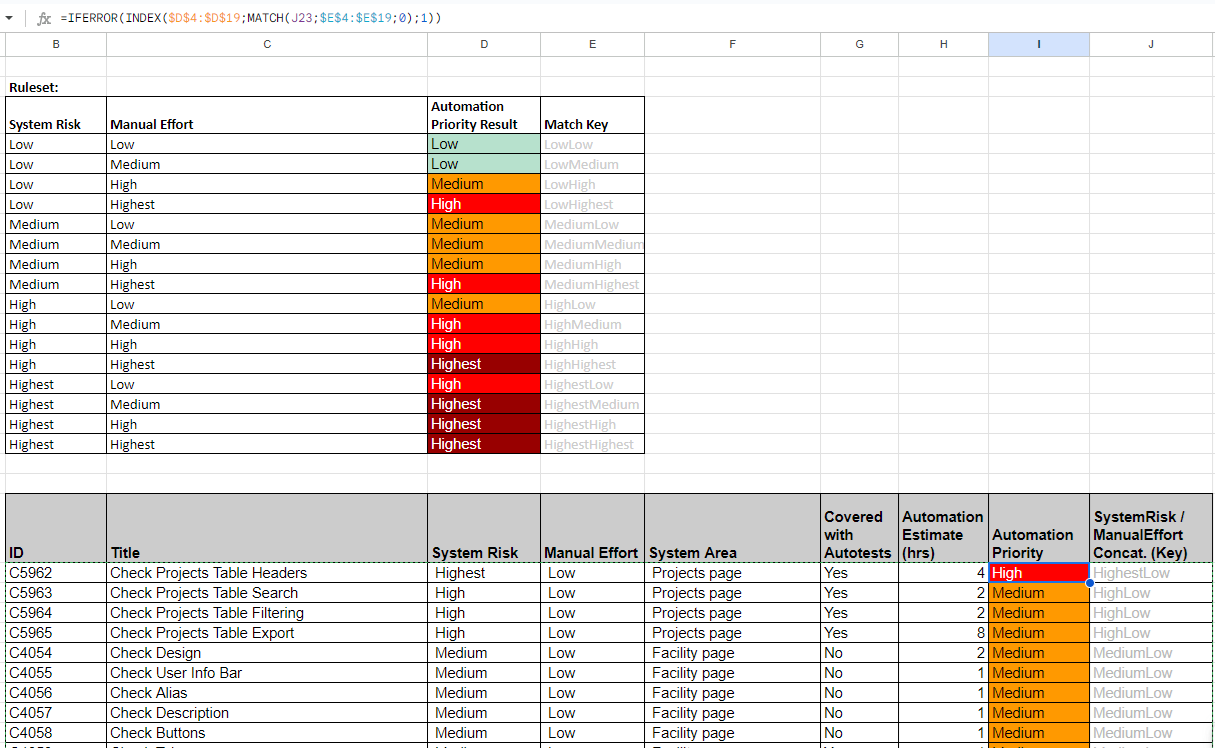 fx =IFERROR(INDEX($D$4:$D$19;MATCH(J23;$E$4:$E$19;0);1))
B C D E F G H I J
Ruleset:
System Risk Manual Effort Automation Priority Result Match Key
Low Low Low LowLow
Low Medium Low LowMedium
Low High Medium LowHigh
Low Highest High LowHighest
Medium Low Medium MediumLow
Medium Medium Medium MediumMedium
Medium High Medium MediumHigh
Medium Highest High MediumHighest
High Low Medium HighLow
High Medium High HighMedium
High High High HighHigh
High Highest Highest HighHighest
Highest Low High HighestLow
Highest Medium Highest HighestMedium
Highest High Highest HighestHigh
Highest Highest Highest HighestHighest
ID Title System Risk Manual Effort System Area Covered with Autotests Automation Estimate (hrs) Automation Priority SystemRisk / ManualEffort Concat. (Key)
C5962 Check Projects Table Headers Highest Low Projects page Yes 4 High HighestLow
C5963 Check Projects Table Search High Low Projects page Yes 2 Medium HighLow
C5964 Check Projects Table Filtering High Low Projects page Yes 2 Medium HighLow
C5965 Check Projects Table Export High Low Projects page Yes 8 Medium HighLow
C4054 Check Design Medium Low Facility page No 2 Medium MediumLow
C4055 Check User Info Bar Medium Low Facility page No 1 Medium MediumLow
C4056 Check Alias Medium Low Facility page No 1 Medium MediumLow
C4057 Check Description Medium Low Facility page No 1 Medium MediumLow
C4058 Check Buttons Medium Low Facility page No 1 Medium MediumLow